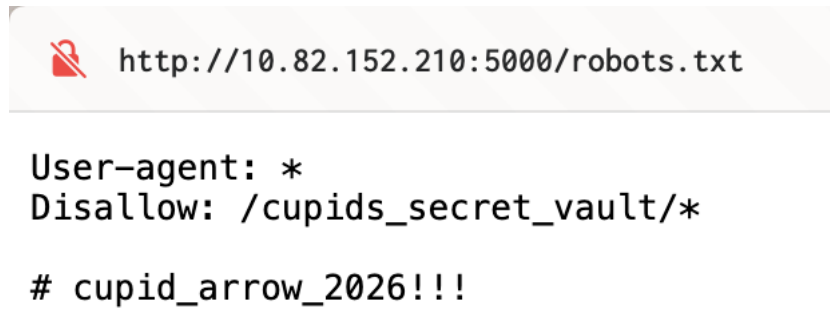 http://10.82.152.210:5000/robots.txt
User-agent: *
Disallow: /cupids_secret_vault/*
# cupid_arrow_2026!!!